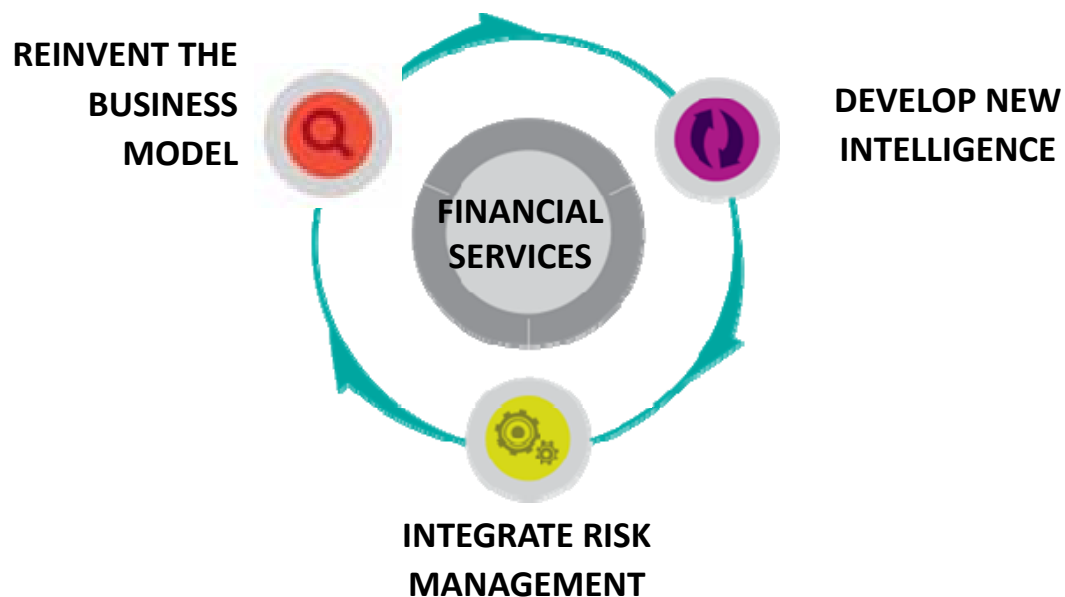 REINVENT THE
BUSINESS
MODEL
DEVELOP NEW
INTELLIGENCE
FINANCIAL
SERVICES
INTEGRATE RISK
MANAGEMENT